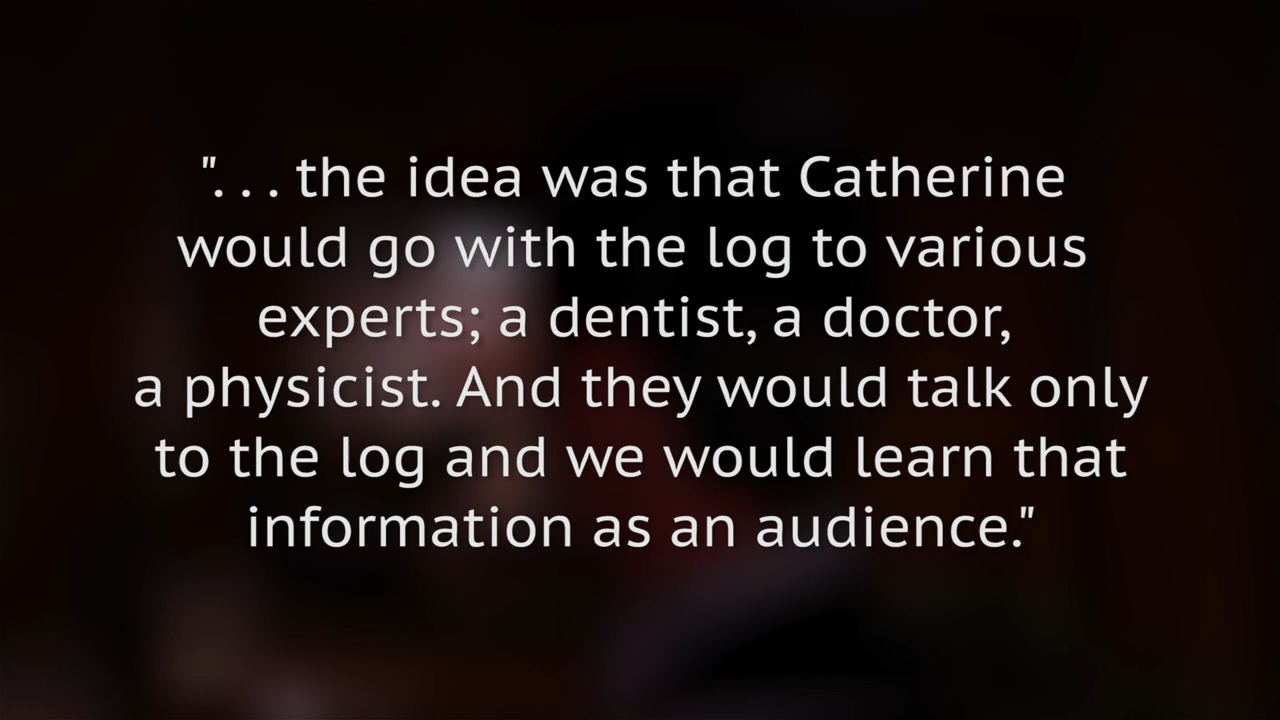 ". . . the idea was that Catherine
would go with the log to various
experts; a dentist, a doctor,
a physicist. And they would talk only
to the log and we would learn that
information as an audience."